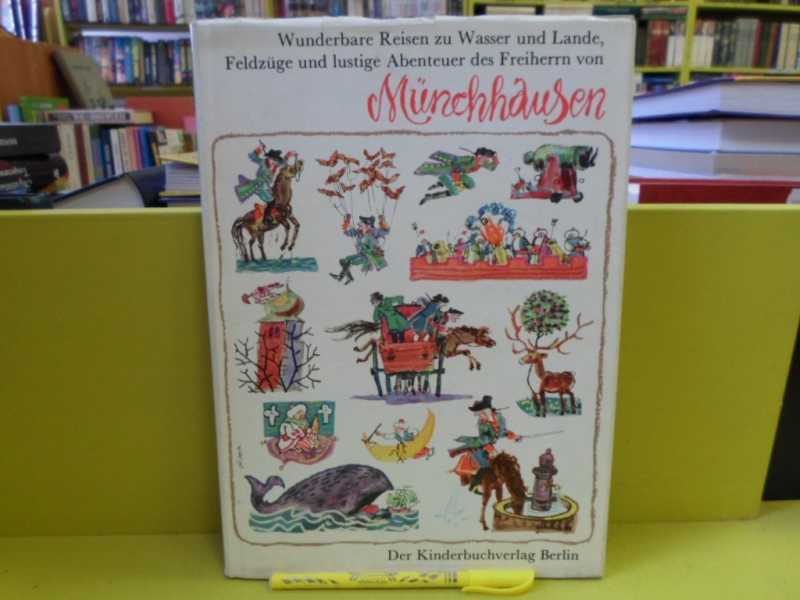 Wunderbare Reisen zu Wasser und Lande,
Feldzüge und lustige Abenteuer des Freiherrn von
Münchhausen
Der Kinderbuchverlag Berlin